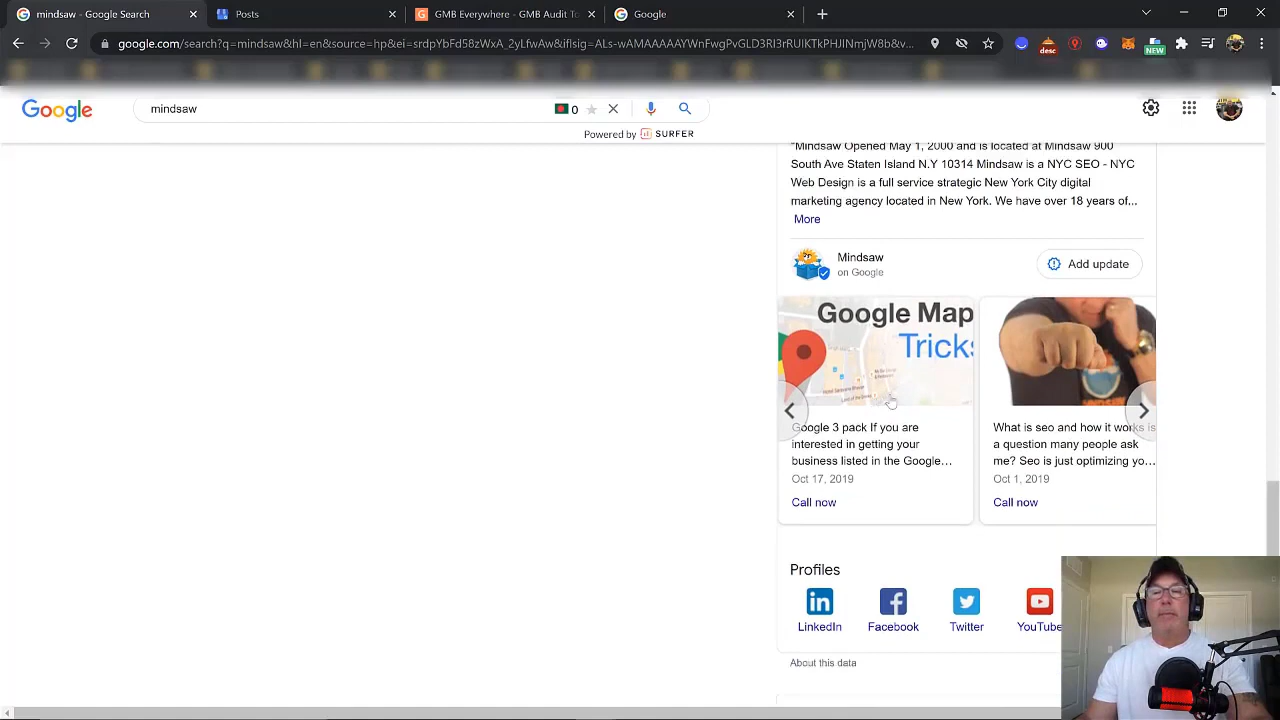 mindsaw - Google Search
Posts
GMB Everywhere - GMB Audit To
Google
google.com/search?q=mindsaw&hl=en&source=hp&ei=srdpYbFd58zWxA_2yLfwAw&iflsig=ALs-wAMAAAAAYWnFwgPvGLD3RI3rRUIKTkPHJINmjW8b&v...
desc
NEW
Google
mindsaw
0
Powered by SURFER
"Mindsaw Opened May 1, 2000 and is located at Mindsaw 900
South Ave Staten Island N.Y 10314 Mindsaw is a NYC SEO - NYC
Web Design is a full service strategic New York City digital
marketing agency located in New York. We have over 18 years of...
More
Mindsaw
on Google
Add update
Google Map
Tricks
Google 3 pack If you are
interested in getting your
business listed in the Google...
Oct 17, 2019
Call now
What is seo and how it works is
a question many people ask
me? Seo is just optimizing yo...
Oct 1, 2019
Call now
Profiles
LinkedIn
Facebook
Twitter
YouTube
About this data